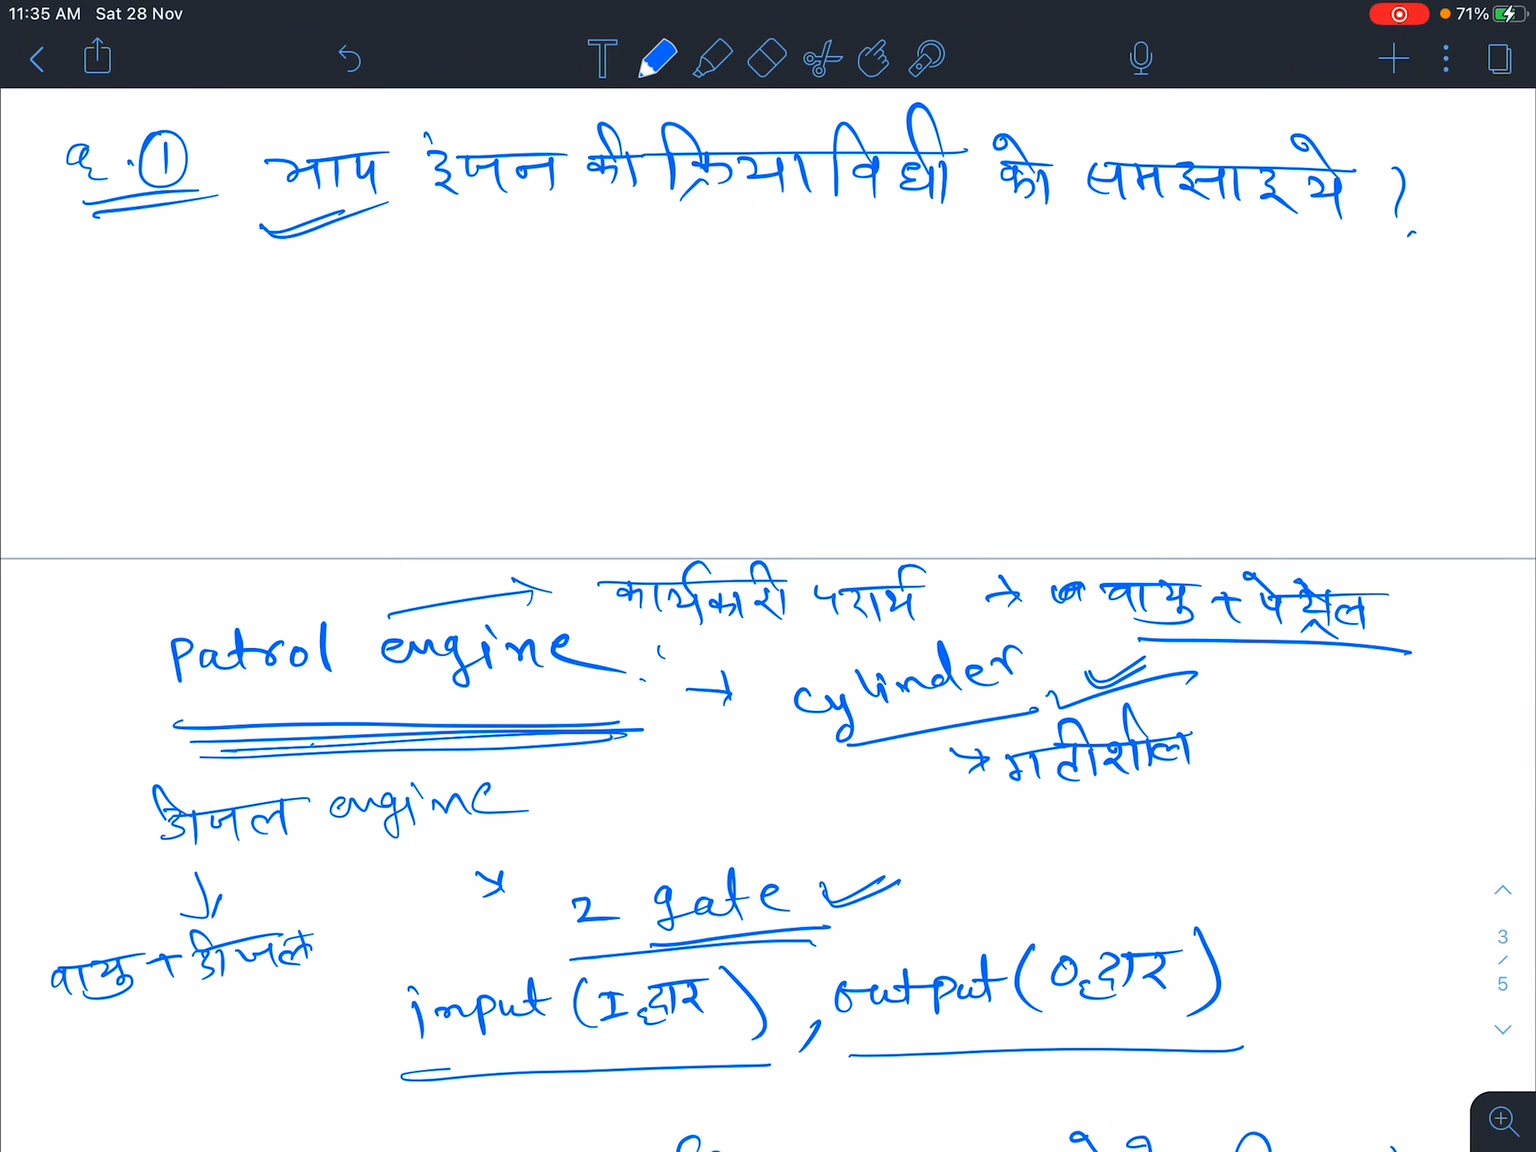 11:35 AM Sat 28 Nov
71%
Q.① भाप इंजन की क्रिया विधी को समझाइये ?
कार्यकारी पदार्थ → वायु + पेट्रोल
Patrol engine
→ cylinder
→ गतीशील
डीजल engine
2 gate
वायु + डीजल
input (I द्वार), output (O द्वार)
3
/
5